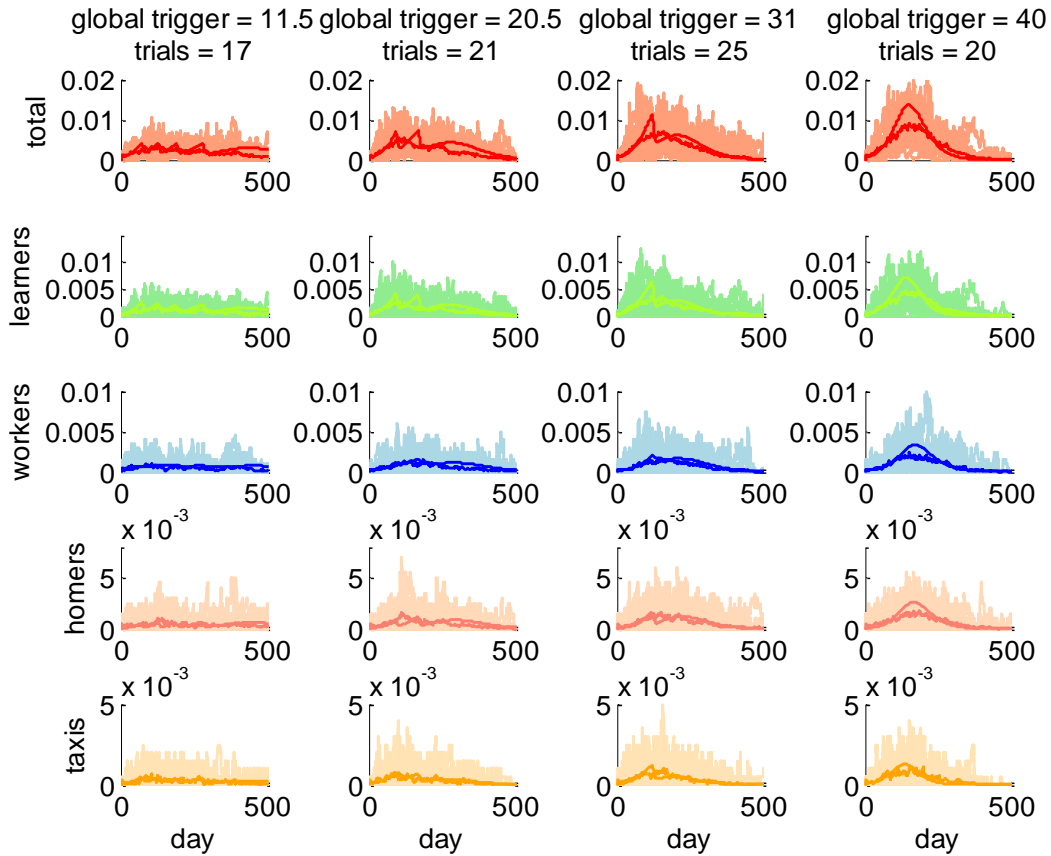 global trigger = 11.5 global trigger = 20.5 global trigger = 31 global trigger = 40
trials = 17 trials = 21 trials = 25 trials = 20
total
0.02 0.02 0.02 0.02
0.01 0.01 0.01 0.01
0 0 0 0
0 500 0 500 0 500 0 500
learners
0.01 0.01 0.01 0.01
0.005 0.005 0.005 0.005
0 0 0 0
0 500 0 500 0 500 0 500
workers
0.01 0.01 0.01 0.01
0.005 0.005 0.005 0.005
0 0 0 0
0 500 0 500 0 500 0 500
x 10-3 x 10-3 x 10-3 x 10-3
homers
5 5 5 5
0 0 0 0
0 500 0 500 0 500 0 500
x 10-3 x 10-3 x 10-3 x 10-3
taxis
5 5 5 5
0 0 0 0
0 500 0 500 0 500 0 500
day day day day